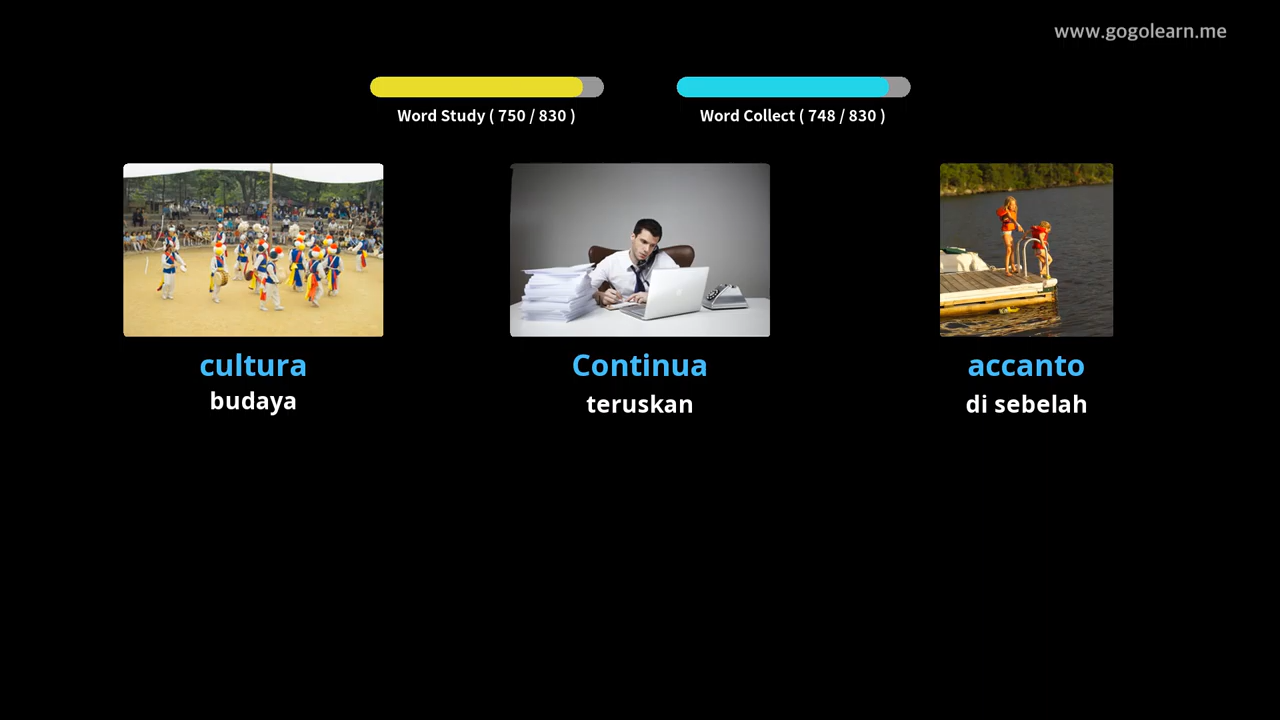 www.gogolearn.me
Word Study ( 750 / 830 )
Word Collect ( 748 / 830 )
cultura
budaya
Continua
teruskan
accanto
di sebelah